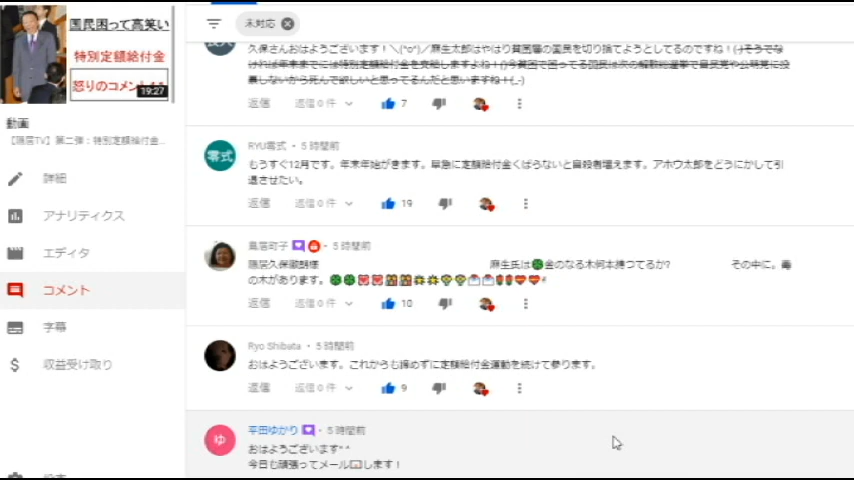 国民困って高笑い
特別定額給付金
怒りのコメント
19:27
動画
【隠居TV】第二弾：特別定額給付金...
詳細
アナリティクス
エディタ
コメント
字幕
収益受け取り
未対応
久保さんおはようございます！＼(^o^)／麻生太郎はやはり貧困層の国民を切り捨てようとしてるのですね！(
返信 返信0件 7
零式
RYU零式・5時間前
もうすぐ12月です。年末年始がきます。早急に定額給付金くばらないと自殺者増えます。アホウ太郎をどうにかして引
退させたい。
返信 返信0件 19
鳥居町子・5時間前
隠居久保 様 麻生氏は金のなる木何本持つてるか? その中に。毒
の木があります。
返信 返信0件 10
Ryo Shibata・5時間前
おはようございます。これからも諦めずに定額給付金運動を続けて参ります。
返信 返信0件 9
ゆ
平田ゆかり・5時間前
おはようございます^ ^
今日も頑張ってメール📩します！